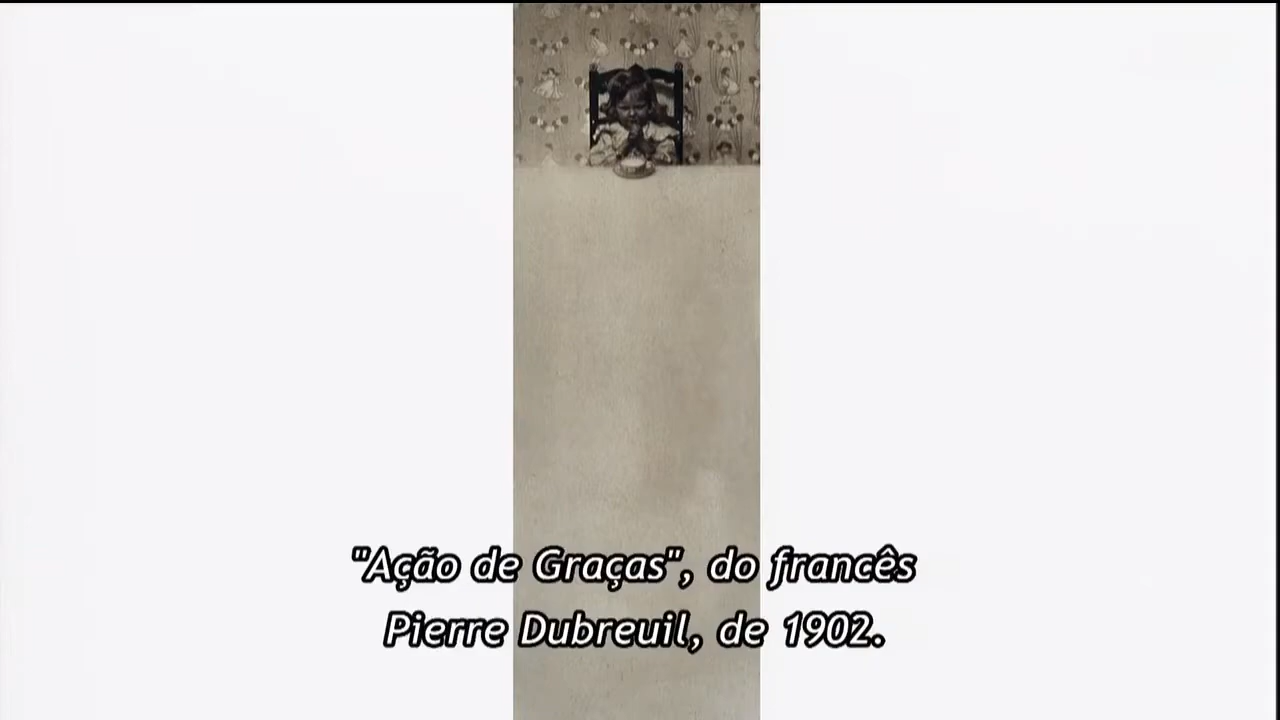 "Ação de Graças", do francês
Pierre Dubreuil, de 1902.